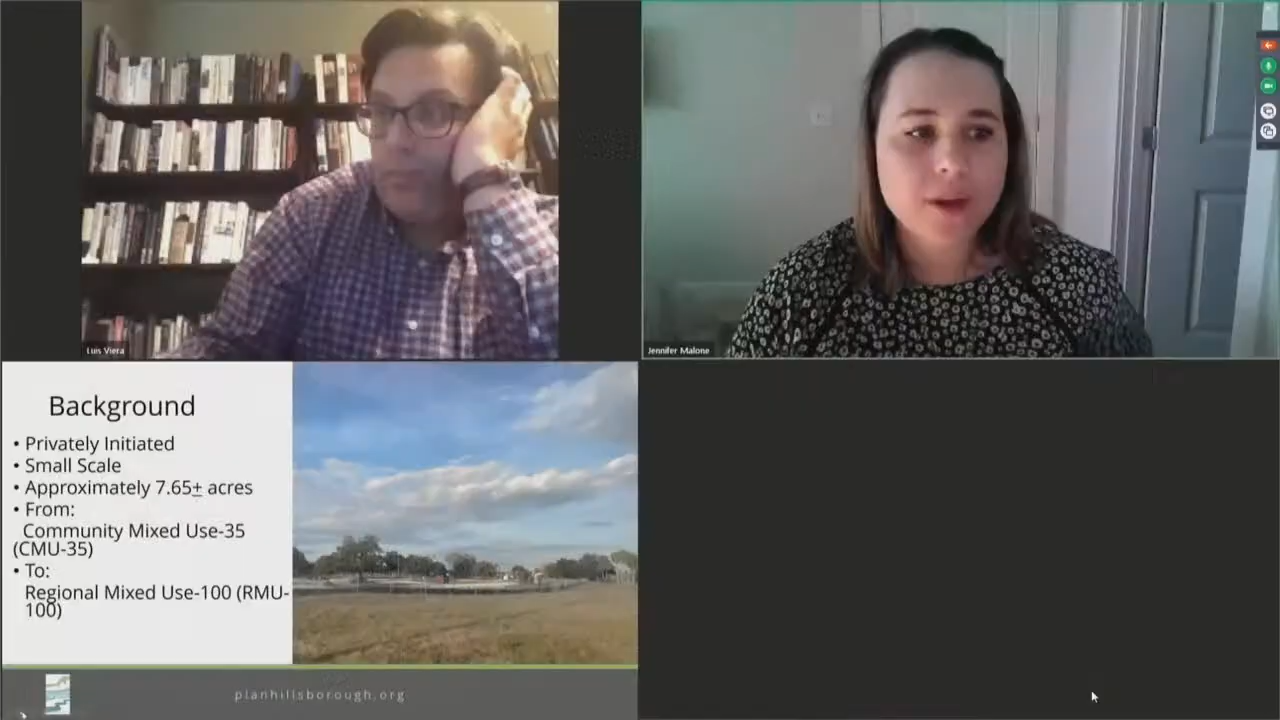 Luis Viera
Jennifer Malone
Background
• Privately Initiated
• Small Scale
• Approximately 7.65± acres
• From:
Community Mixed Use-35
(CMU-35)
• To:
Regional Mixed Use-100 (RMU-
100)
planhillsborough.org